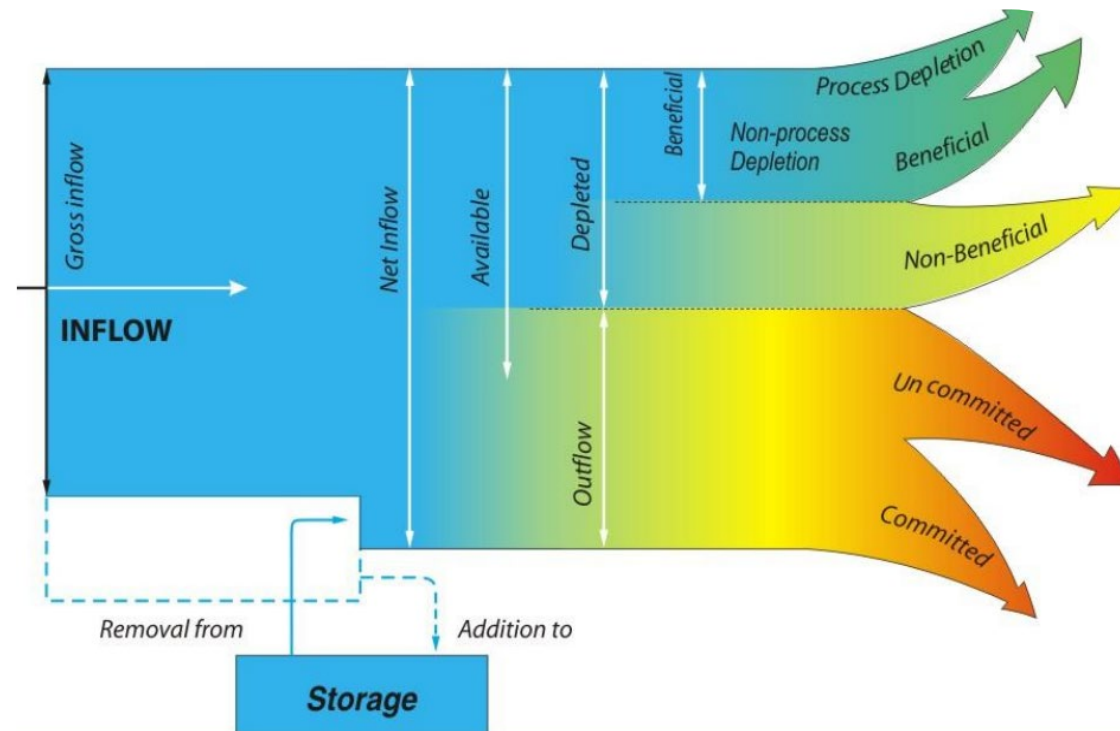 Process Depletion
Beneficial
Non-process
Depletion
Beneficial
Gross inflow
Net Inflow
Available
Depleted
Non-Beneficial
INFLOW
Outflow
Un committed
Committed
Removal from
Addition to
Storage